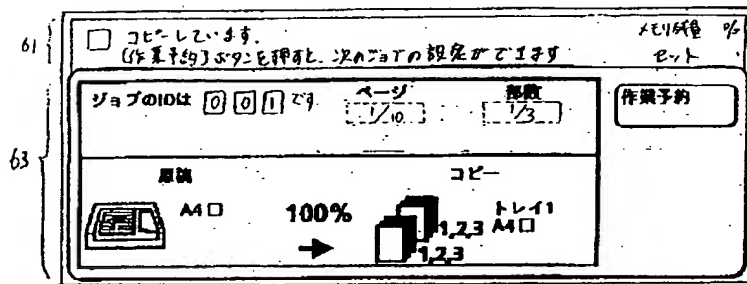 61
□ コピーしています。
メモリ残量 %
(作業予約)ボタンを押すと、次のジョブの設定ができます
セット
63
ジョブのIDは 0 0 1 です
ページ
1/10
部数
1/3
作業予約
原稿
コピー
A4□
100%
1,2,3
1,2,3
トレイ1
A4□